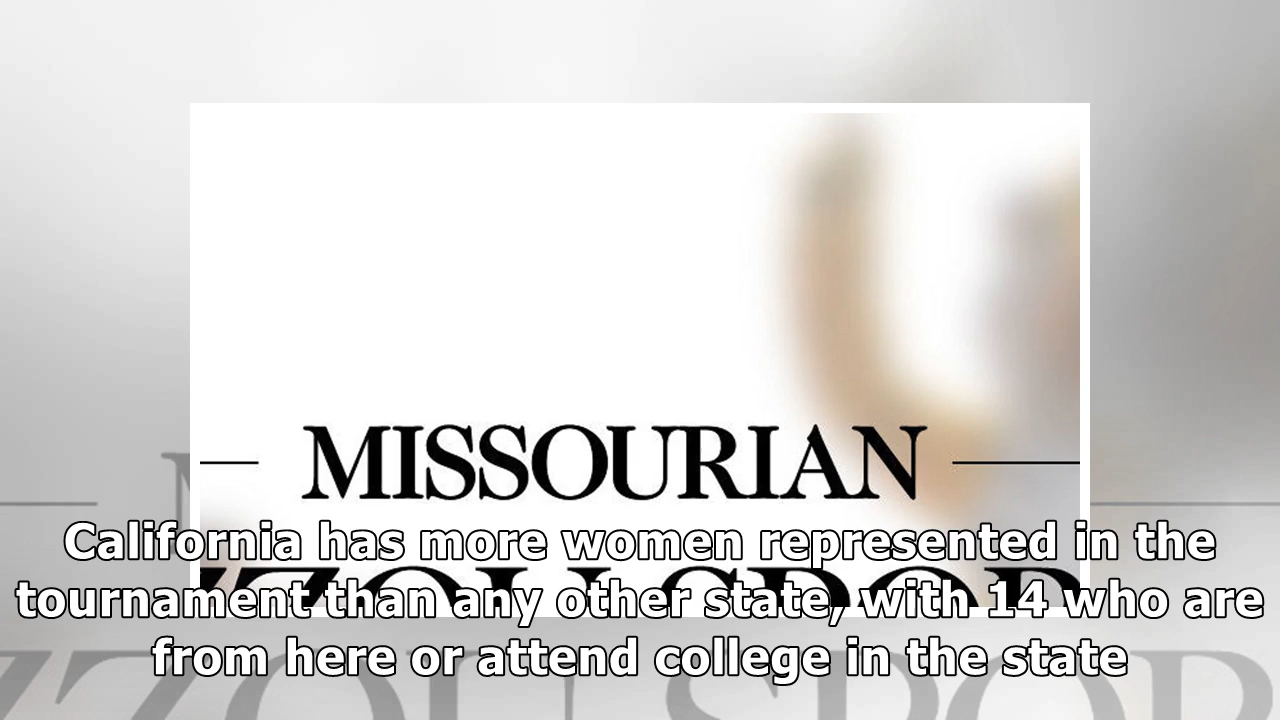 MISSOURIAN
California has more women represented in the
tournament than any other state, with 14 who are
from here or attend college in the state